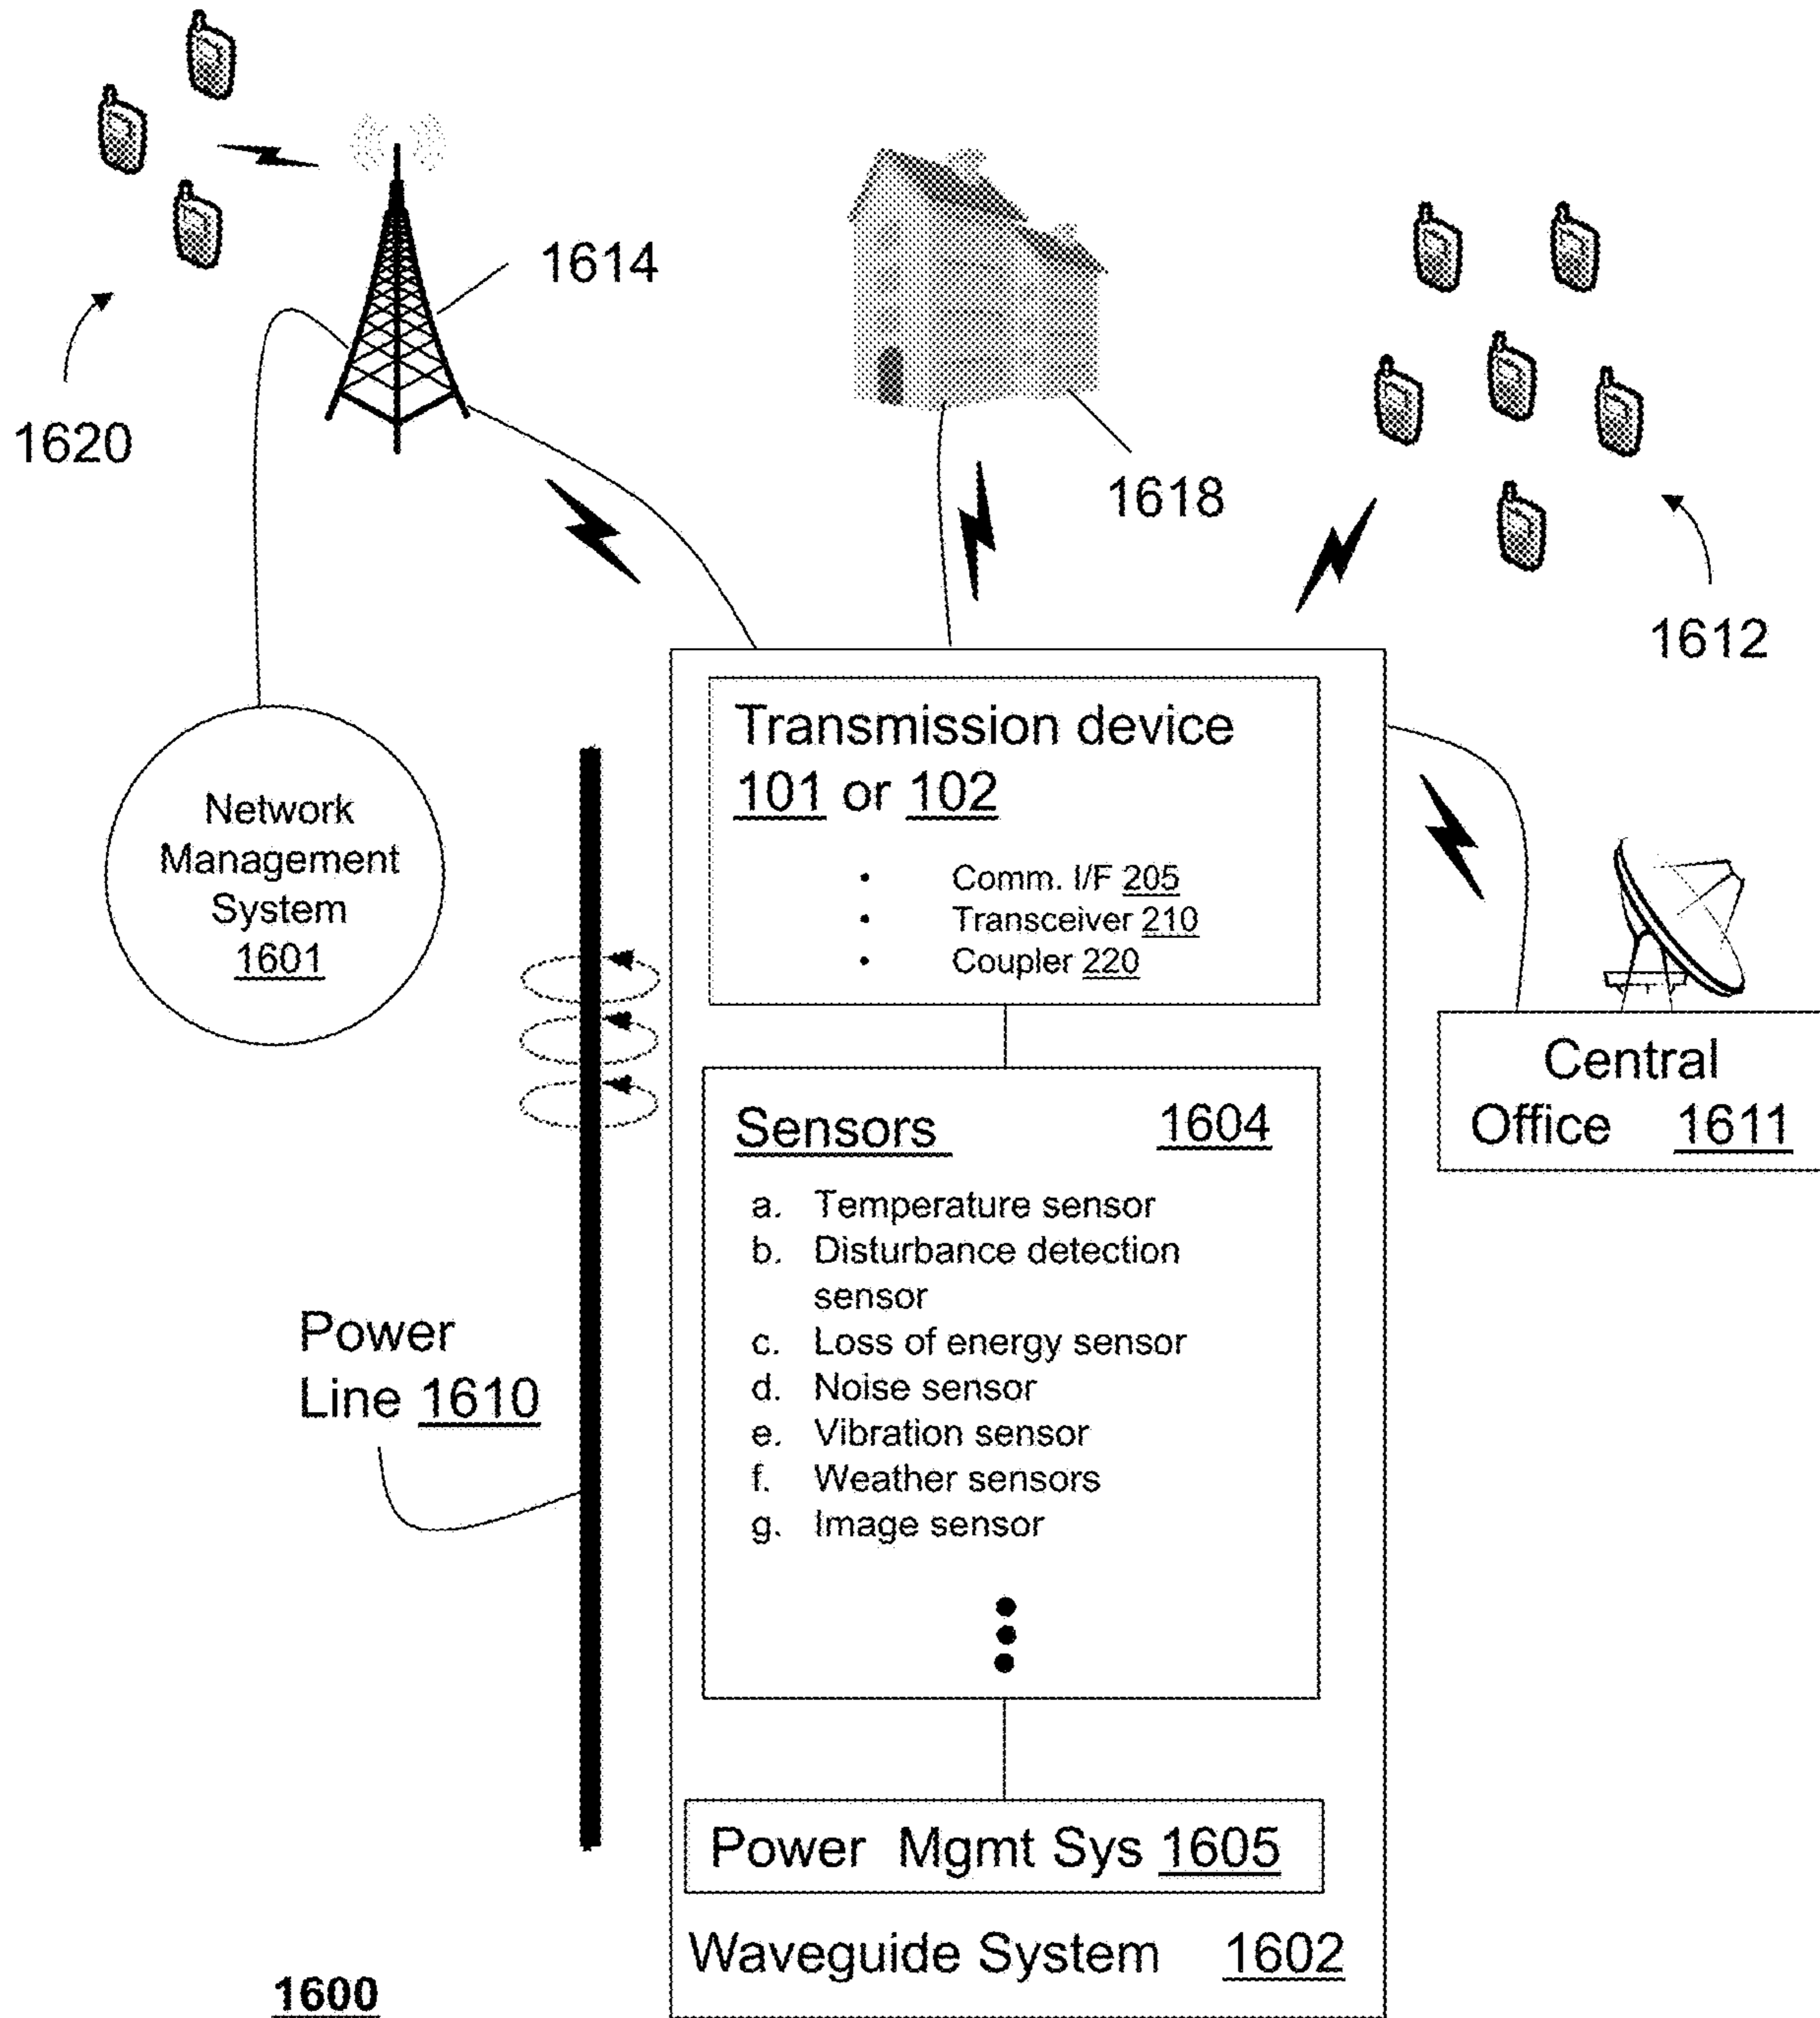 1614
1620
1618
1612
Network
Management
System
1601
Transmission device
101 or 102
• Comm. I/F 205
• Transceiver 210
• Coupler 220
Central
Office 1611
Sensors 1604
a. Temperature sensor
b. Disturbance detection
sensor
c. Loss of energy sensor
d. Noise sensor
e. Vibration sensor
f. Weather sensors
g. Image sensor
Power
Line 1610
Power Mgmt Sys 1605
Waveguide System 1602
1600